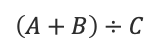 (A + B) ÷ C